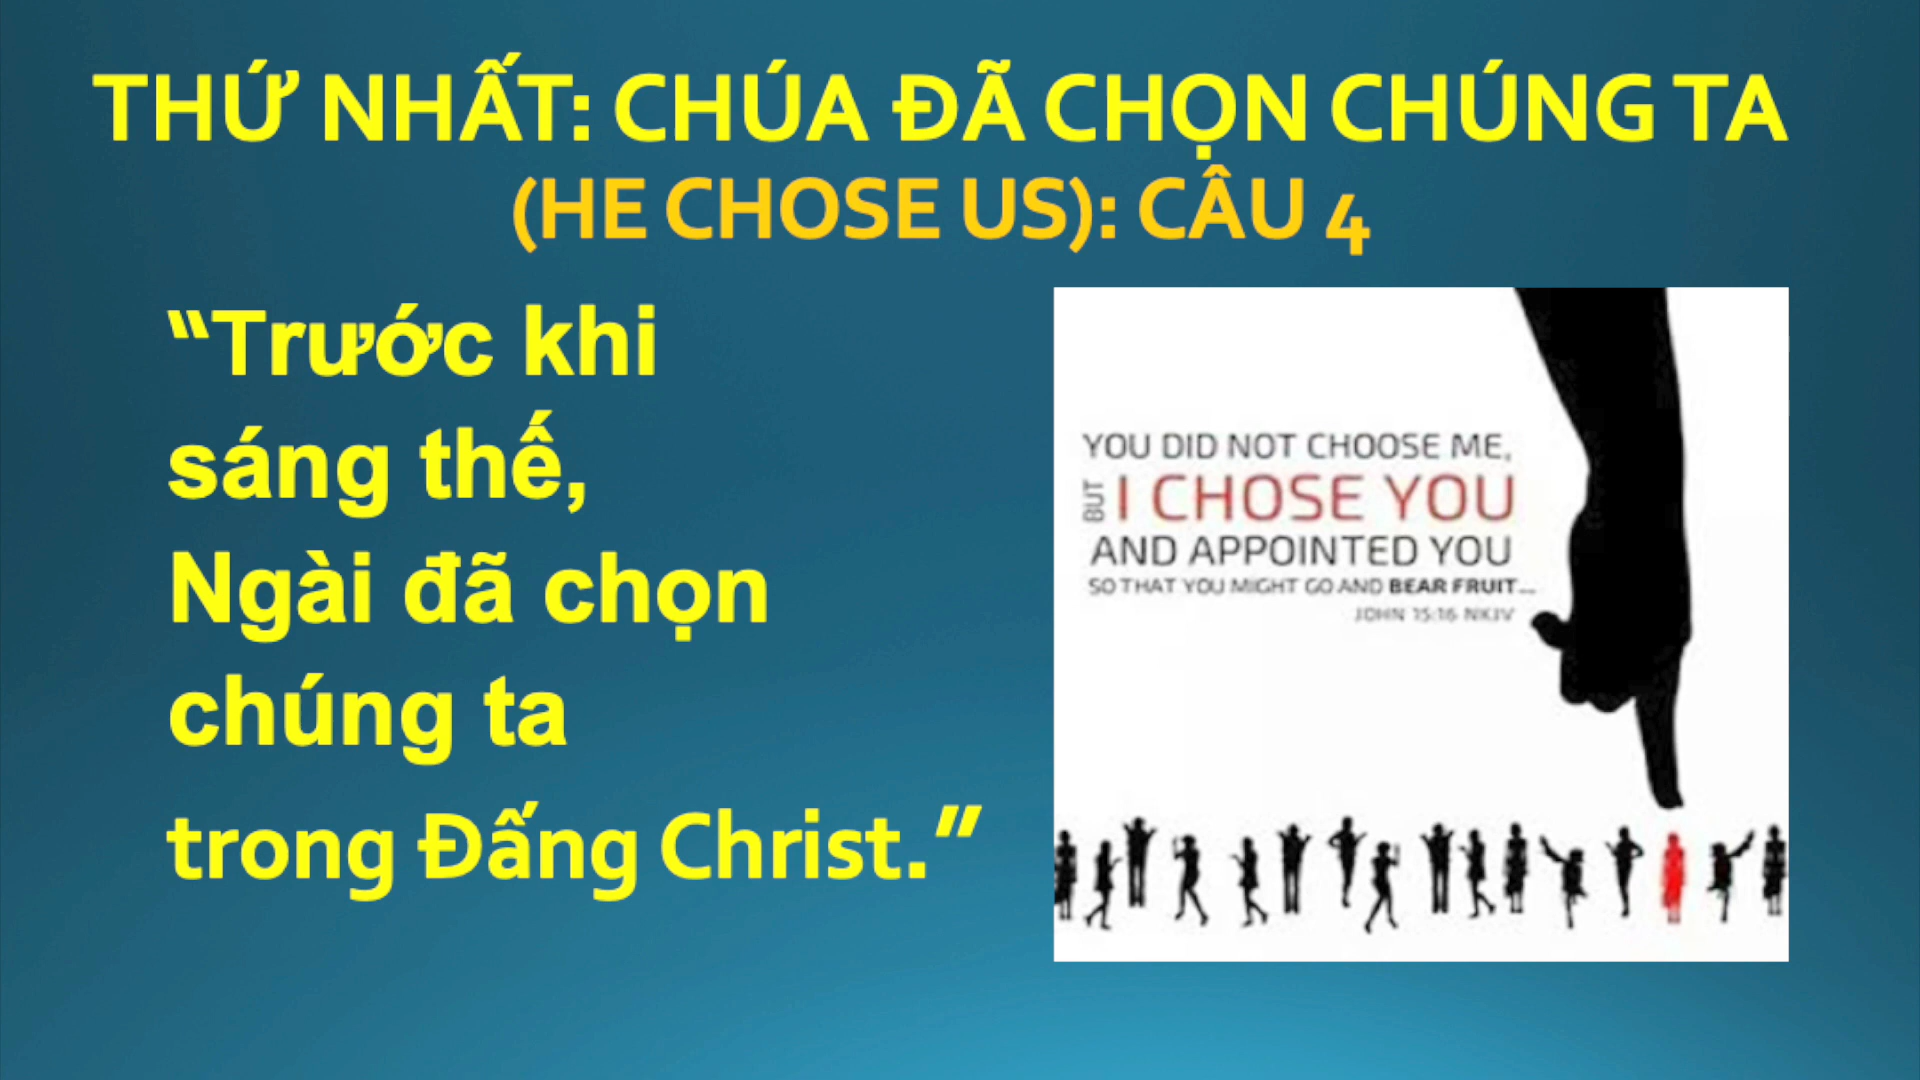 THỨ NHẤT: CHÚA ĐÃ CHỌN CHÚNG TA
(HE CHOSE US): CÂU 4
“Trước khi
sáng thế,
Ngài đã chọn
chúng ta
trong Đấng Christ.”
YOU DID NOT CHOOSE ME,
BUT I CHOSE YOU
AND APPOINTED YOU
SO THAT YOU MIGHT GO AND BEAR FRUIT...
JOHN 15:16 NKJV